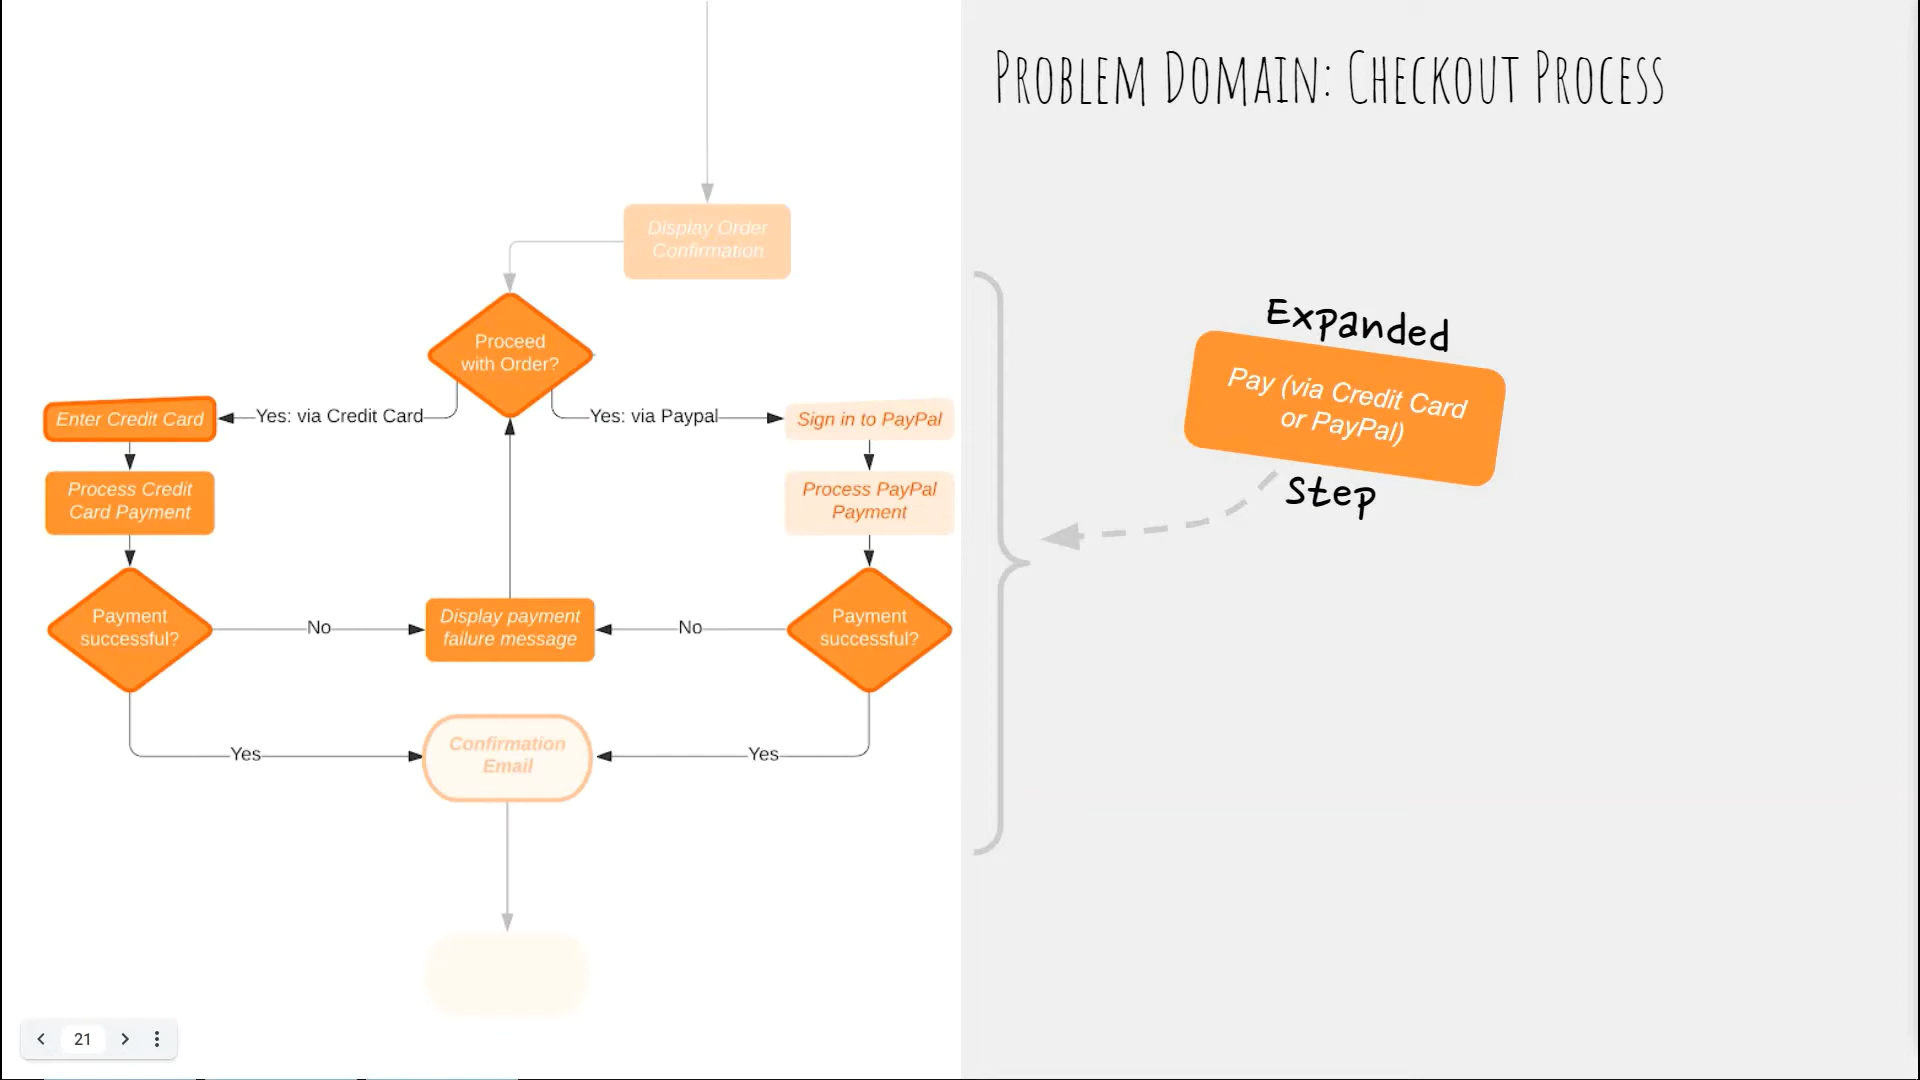 PROBLEM DOMAIN: CHECKOUT PROCESS
Display Order
Confirmation
Proceed
with Order?
Yes: via Credit Card
Yes: via Paypal
Enter Credit Card
Sign in to PayPal
Process Credit
Card Payment
Process PayPal
Payment
Payment
successful?
No
Display payment
failure message
No
Payment
successful?
Yes
Confirmation
Email
Yes
Expanded
Pay (via Credit Card
or PayPal)
Step
21